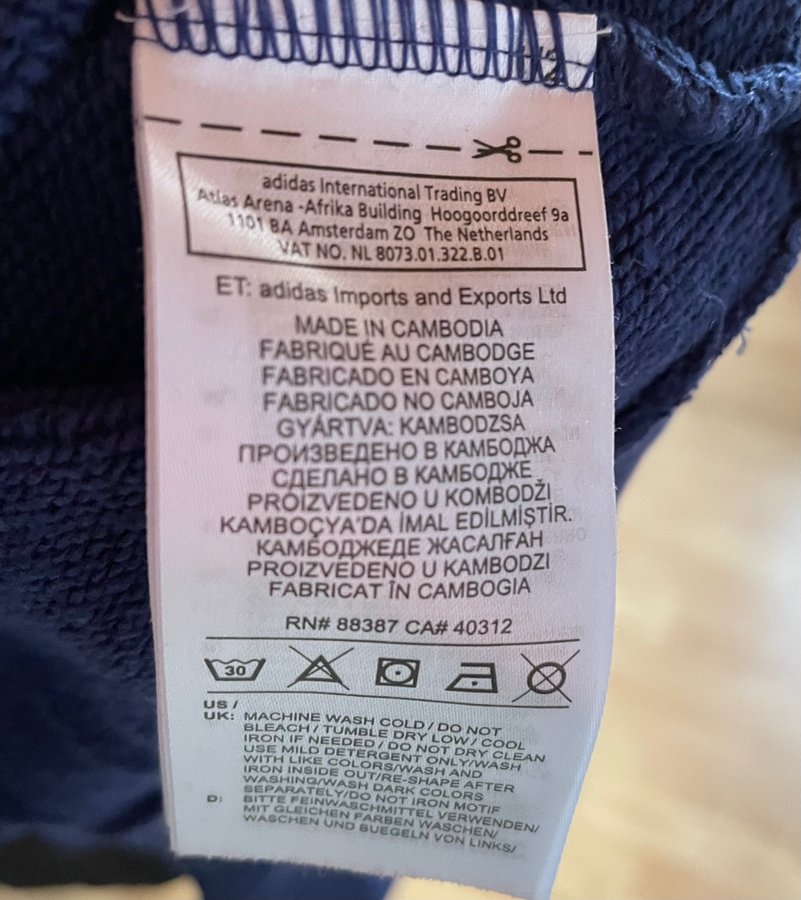 adidas International Trading BV
Atlas Arena -Afrika Building Hoogoorddreef 9a
1101 BA Amsterdam ZO The Netherlands
VAT NO. NL 8073.01.322.B.01
ET: adidas Imports and Exports Ltd
MADE IN CAMBODIA
FABRIQUÉ AU CAMBODGE
FABRICADO EN CAMBOYA
FABRICADO NO CAMBOJA
GYÁRTVA: KAMBODZSA
ПРОИЗВЕДЕНО В КАМБОДЖА
СДЕЛАНО В КАМБОДЖЕ
PROIZVEDENO U KOMBODŽI
KAMBOÇYA'DA İMAL EDİLMİŞTİR.
КАМБОДЖЕДЕ ЖАСАЛҒАН
PROIZVEDENO U KAMBODZI
FABRICAT ÎN CAMBOGIA
RN# 88387 CA# 40312
30
US /
UK: MACHINE WASH COLD / DO NOT
BLEACH / TUMBLE DRY LOW / COOL
IRON IF NEEDED / DO NOT DRY CLEAN
USE MILD DETERGENT ONLY/WASH
WITH LIKE COLORS/WASH AND
IRON INSIDE OUT/RE-SHAPE AFTER
WASHING/WASH DARK COLORS
SEPARATELY/DO NOT IRON MOTIF
D: BITTE FEINWASCHMITTEL VERWENDEN/
MIT GLEICHEN FARBEN WASCHEN/
WASCHEN UND BUEGELN VON LINKS/